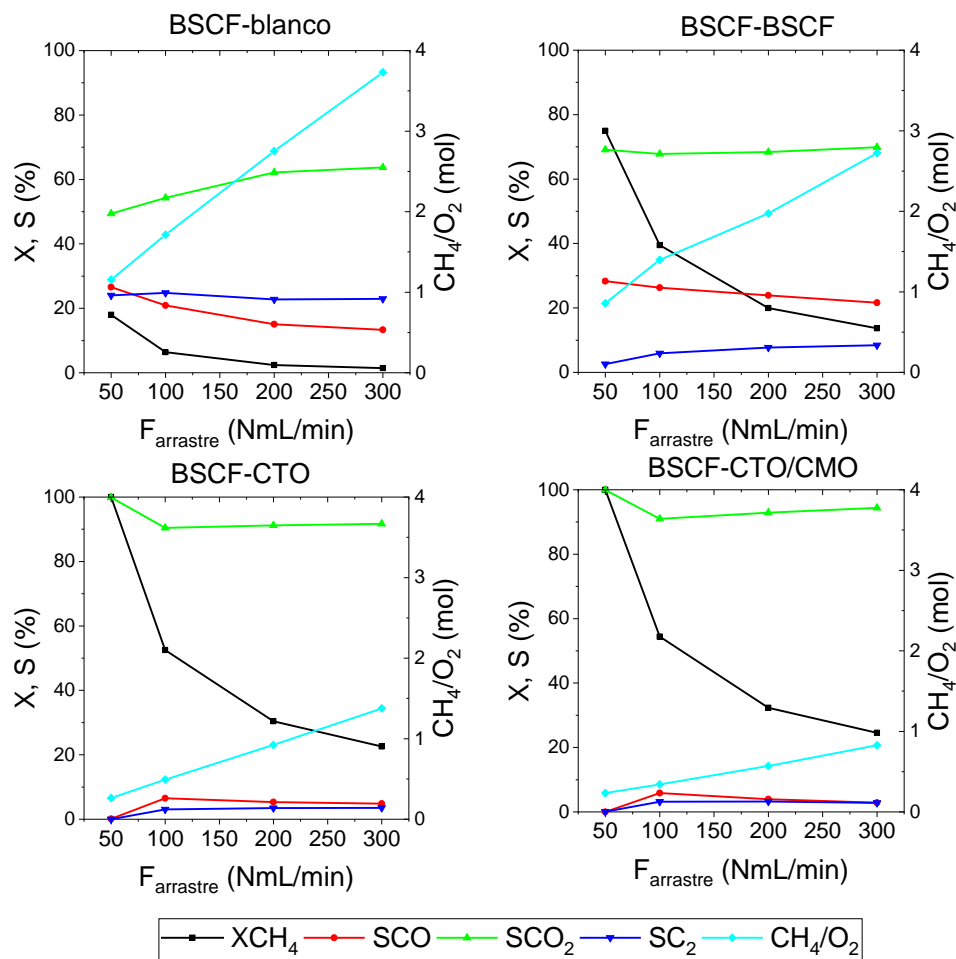 BSCF-blanco
100
80
60
40
20
0
X, S (%)
4
3
2
1
0
CH₄/O₂ (mol)
50 100 150 200 250 300
F_arrastre (NmL/min)
BSCF-BSCF
100
80
60
40
20
0
X, S (%)
4
3
2
1
0
CH₄/O₂ (mol)
50 100 150 200 250 300
F_arrastre (NmL/min)
BSCF-CTO
100
80
60
40
20
0
X, S (%)
4
3
2
1
0
CH₄/O₂ (mol)
50 100 150 200 250 300
F_arrastre (NmL/min)
BSCF-CTO/CMO
100
80
60
40
20
0
X, S (%)
4
3
2
1
0
CH₄/O₂ (mol)
50 100 150 200 250 300
F_arrastre (NmL/min)
XCH₄ SCO SCO₂ SC₂ CH₄/O₂